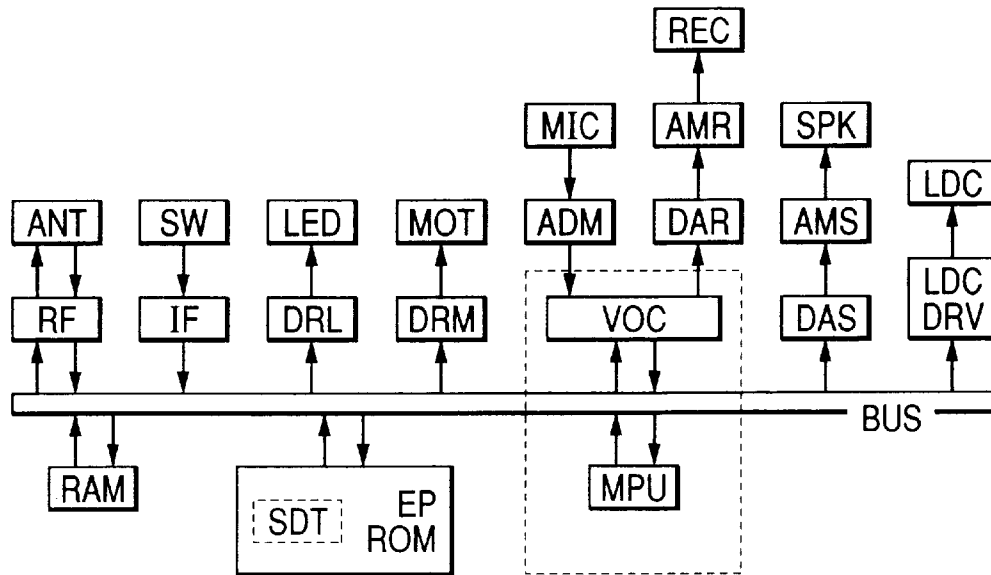 REC
MIC
AMR
SPK
LDC
ANT
SW
LED
MOT
ADM
DAR
AMS
RF
IF
DRL
DRM
VOC
DAS
LDC
DRV
BUS
RAM
SDT
EP
ROM
MPU